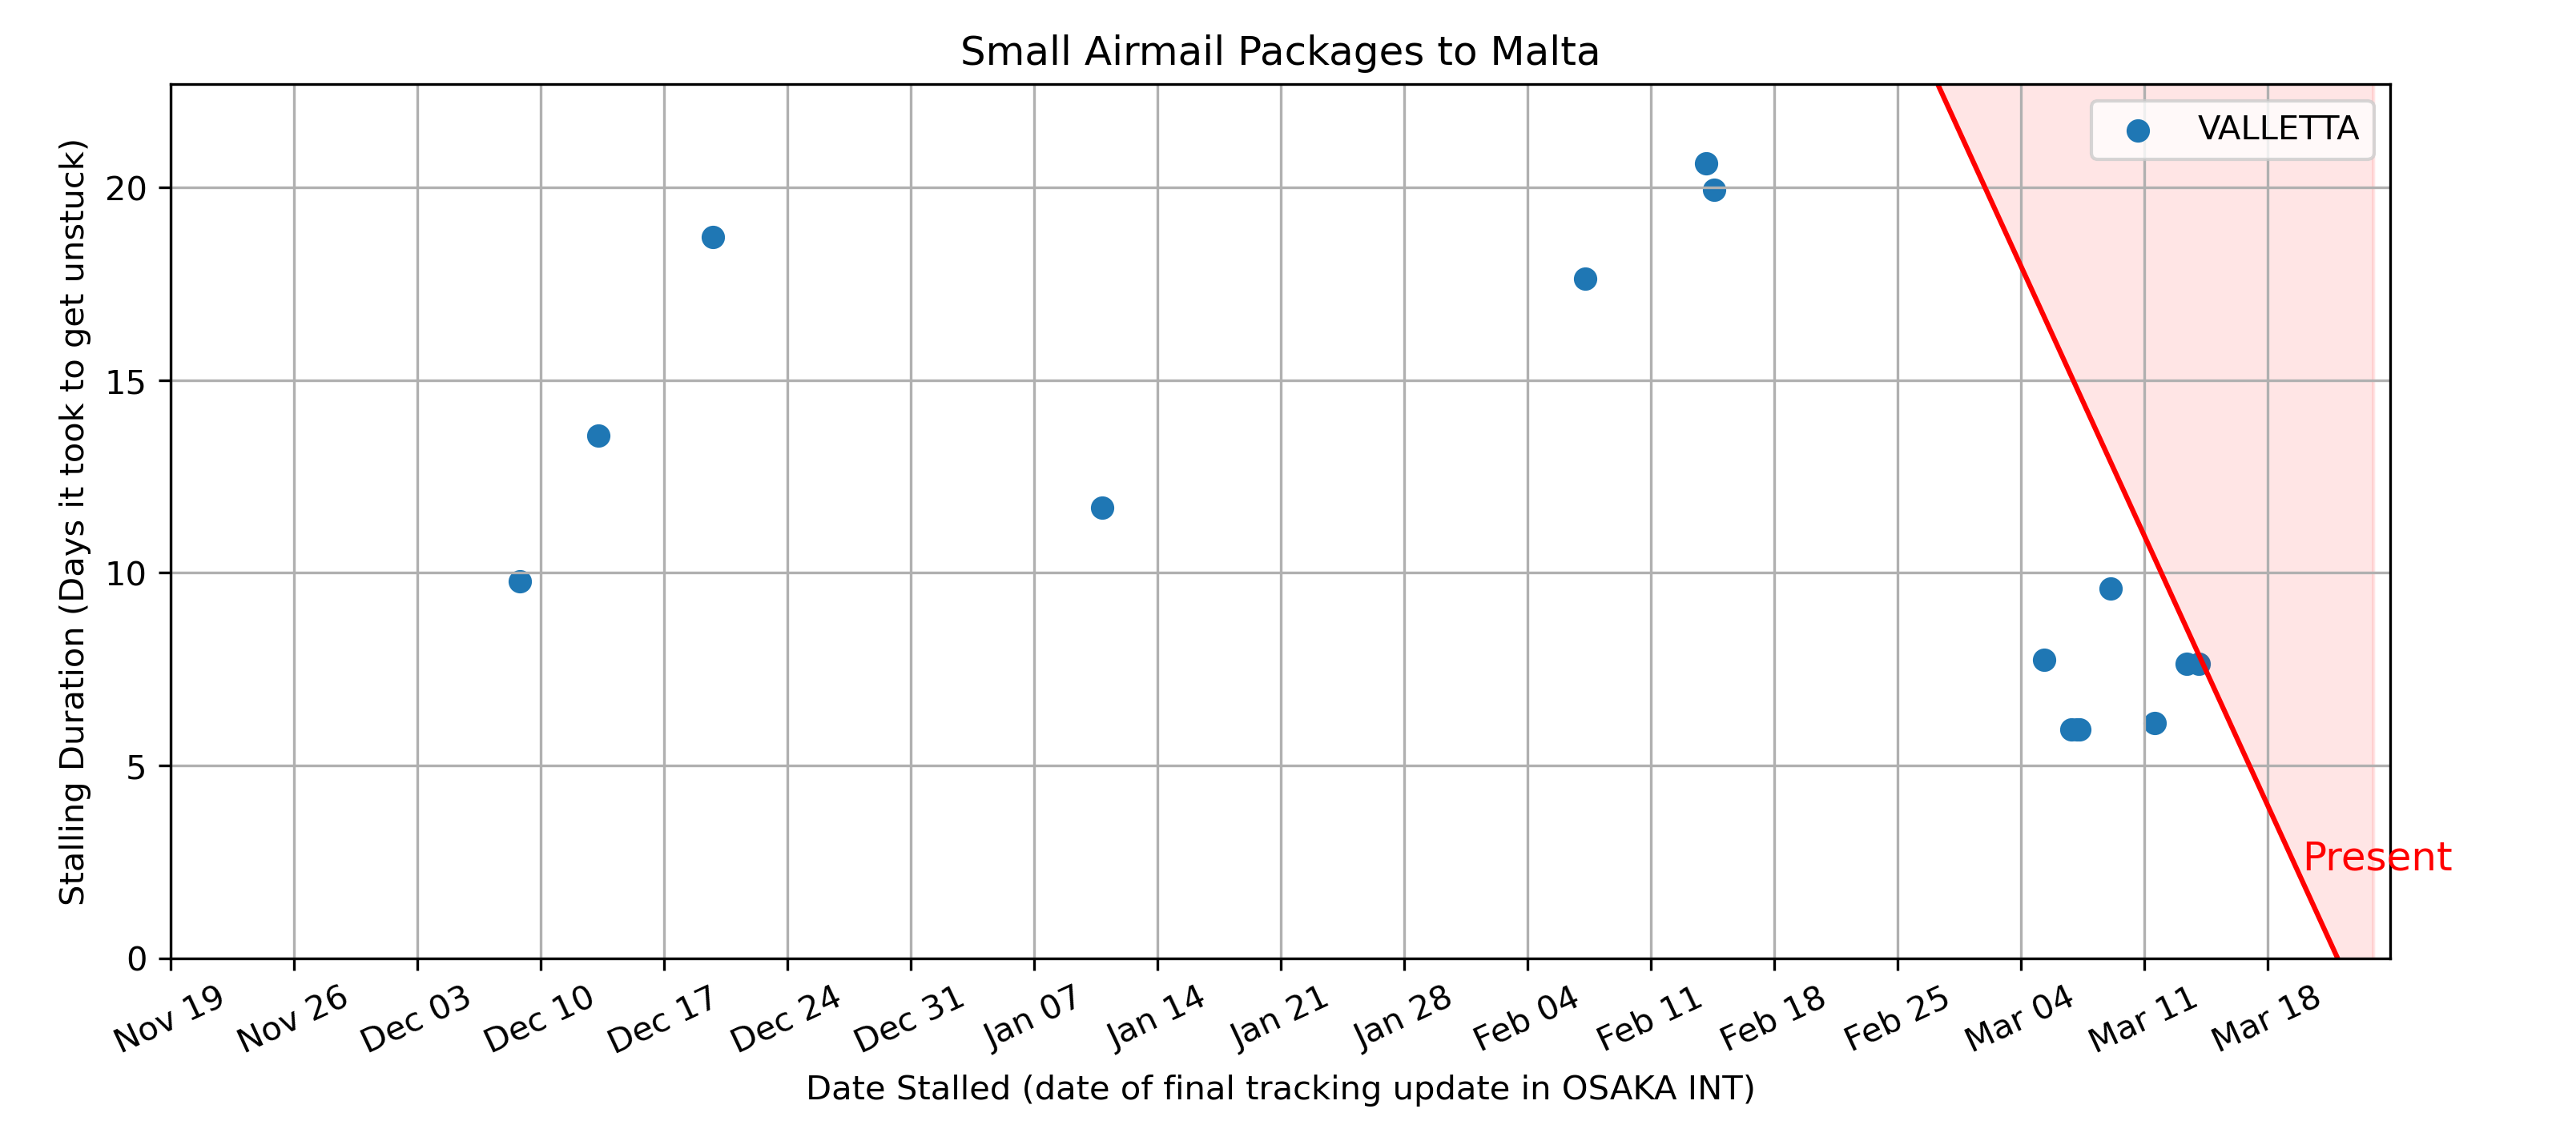 Small Airmail Packages to Malta
VALLETTA
Stalling Duration (Days it took to get unstuck)
20
15
10
5
0
Present
Nov 19
Nov 26
Dec 03
Dec 10
Dec 17
Dec 24
Dec 31
Jan 07
Jan 14
Jan 21
Jan 28
Feb 04
Feb 11
Feb 18
Feb 25
Mar 04
Mar 11
Mar 18
Date Stalled (date of final tracking update in OSAKA INT)